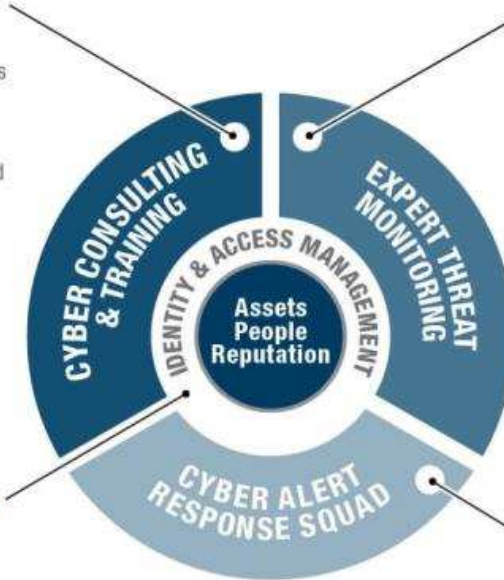 s
d
CYBER CONSULTING
& TRAINING
EXPERT THREAT
MONITORING
IDENTITY & ACCESS MANAGEMENT
Assets
People
Reputation
CYBER ALERT
RESPONSE SQUAD